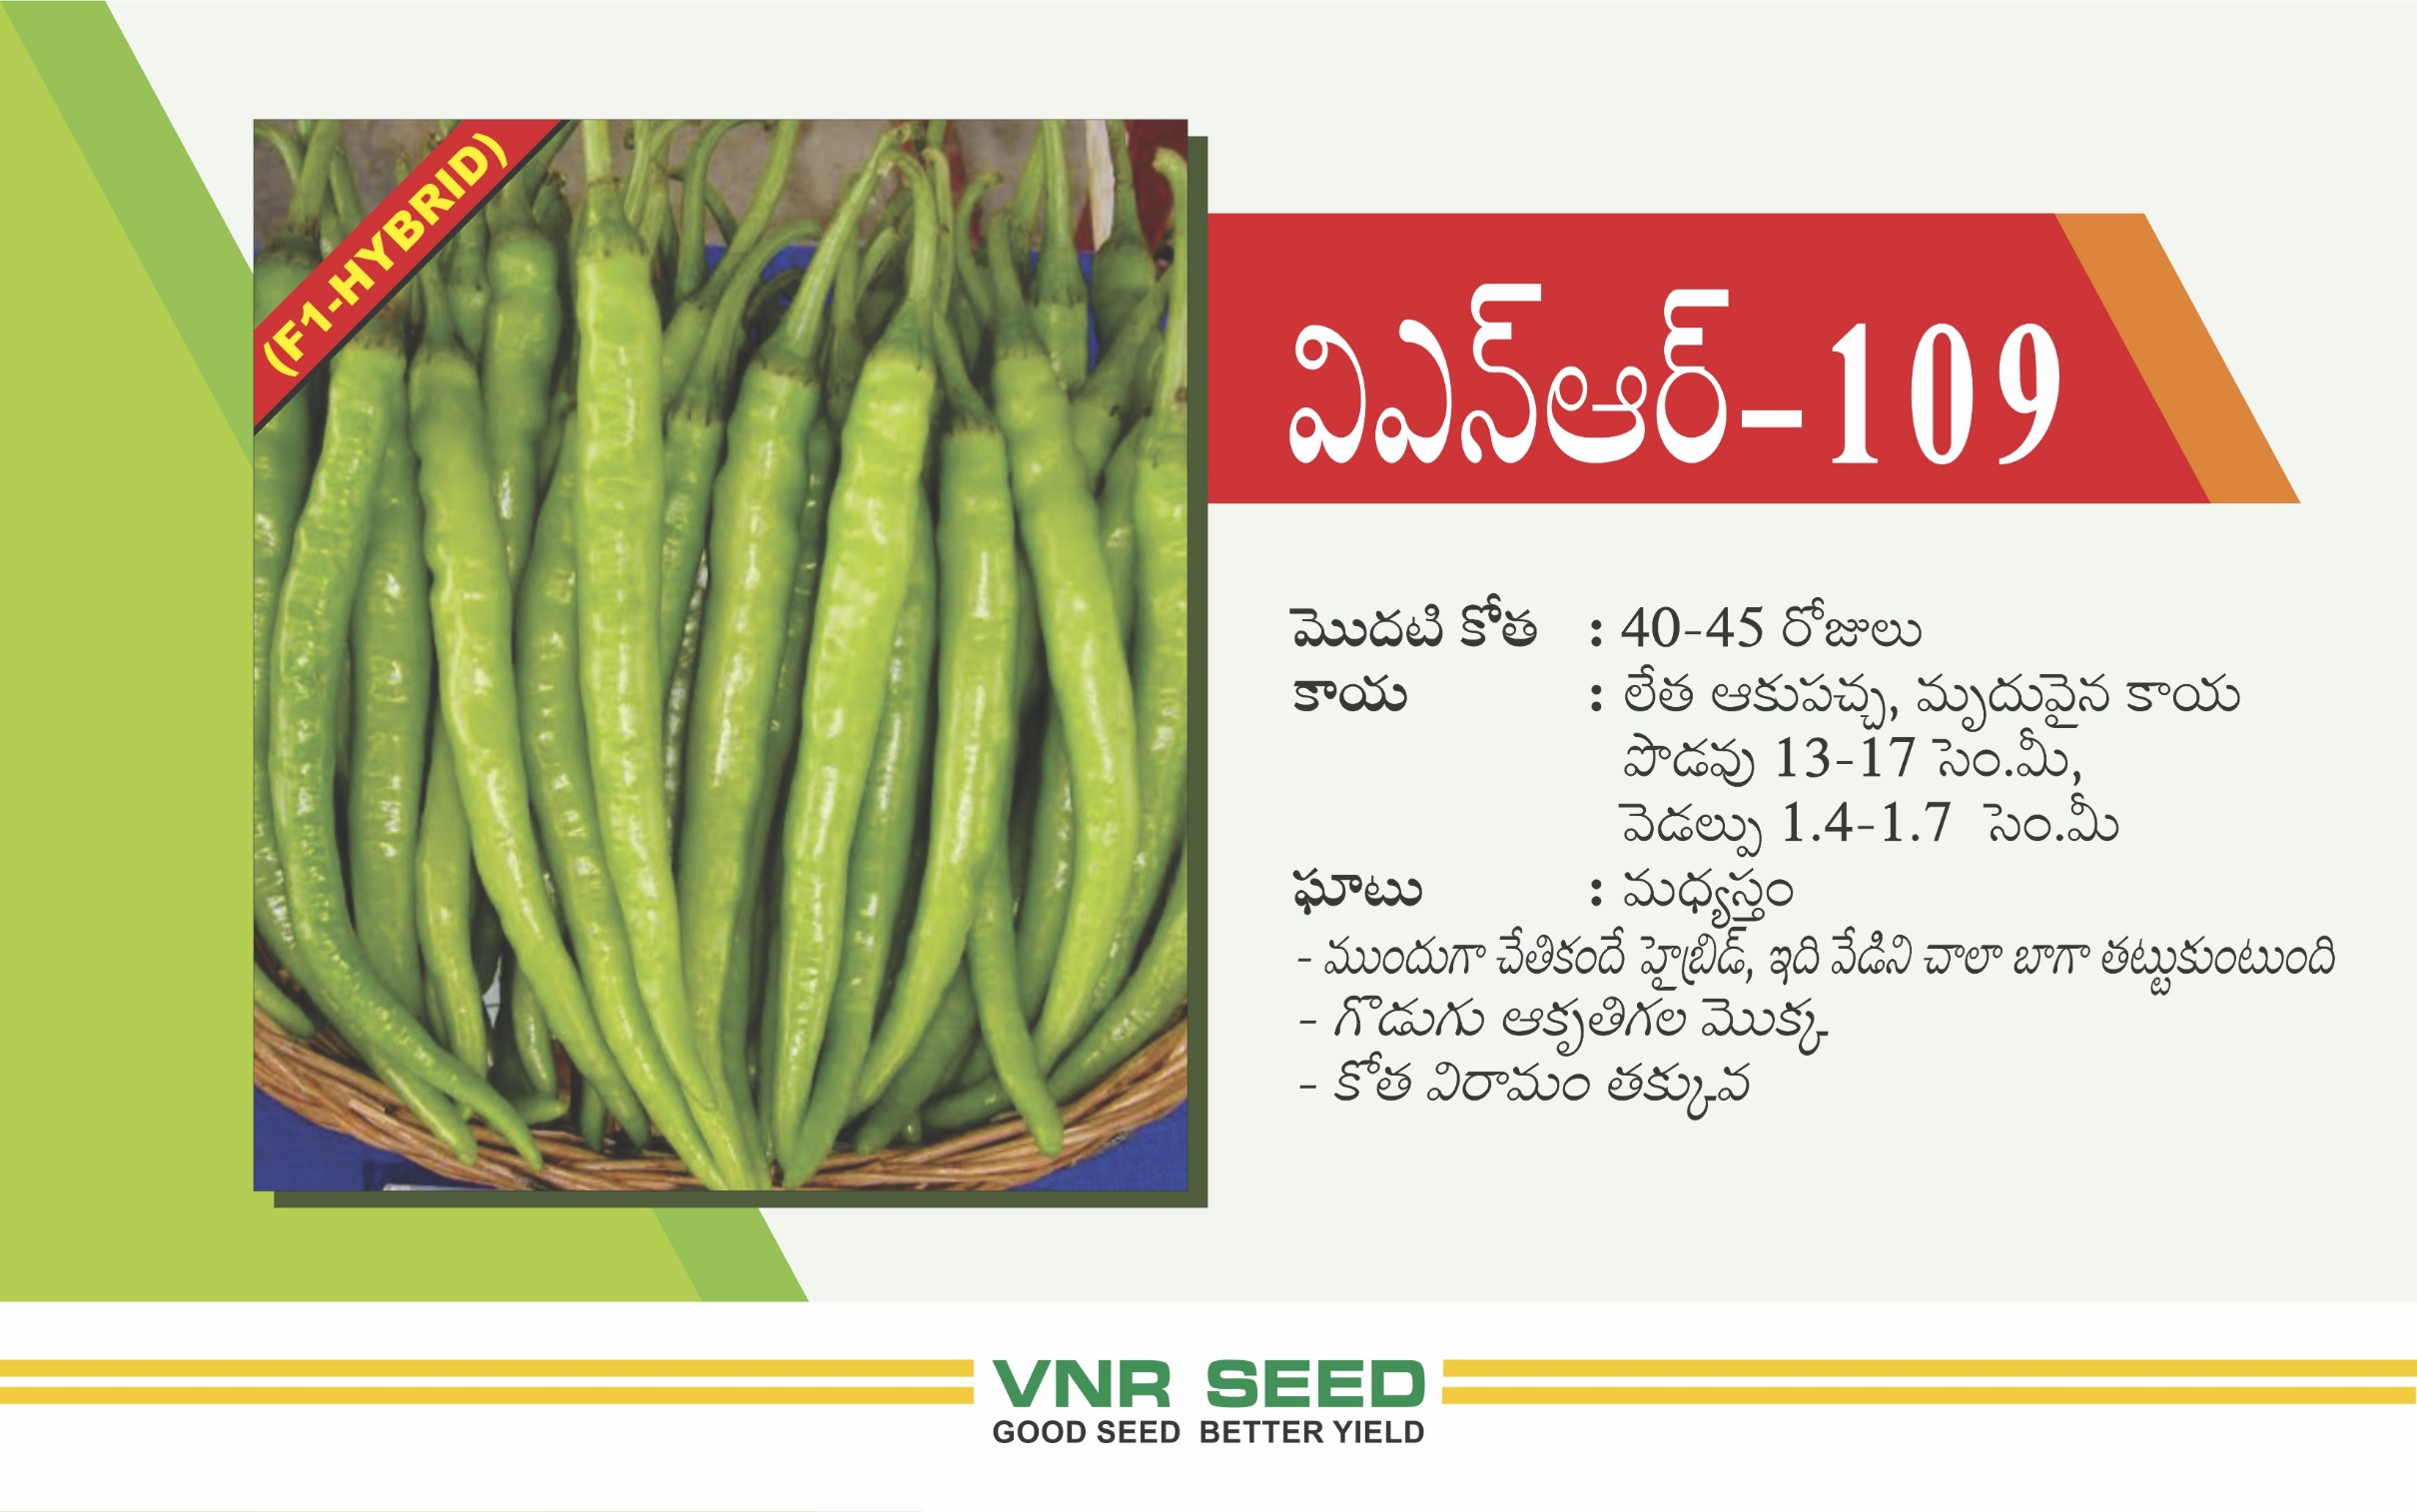 (F1-HYBRID)
విఎన్ఆర్-109
మొదటి కోత : 40-45 రోజులు
కాయ : లేత ఆకుపచ్చ, మృదువైన కాయ
పొడవు 13-17 సెం.మీ,
వెడల్పు 1.4-1.7 సెం.మీ
ఘాటు : మధ్యస్తం
- ముందుగా చేతికందే హైబ్రిడ్, ఇది వేడిని చాలా బాగా తట్టుకుంటుంది
- గొడుగు ఆకృతిగల మొక్క
- కోత విరామం తక్కువ
VNR SEED
GOOD SEED BETTER YIELD